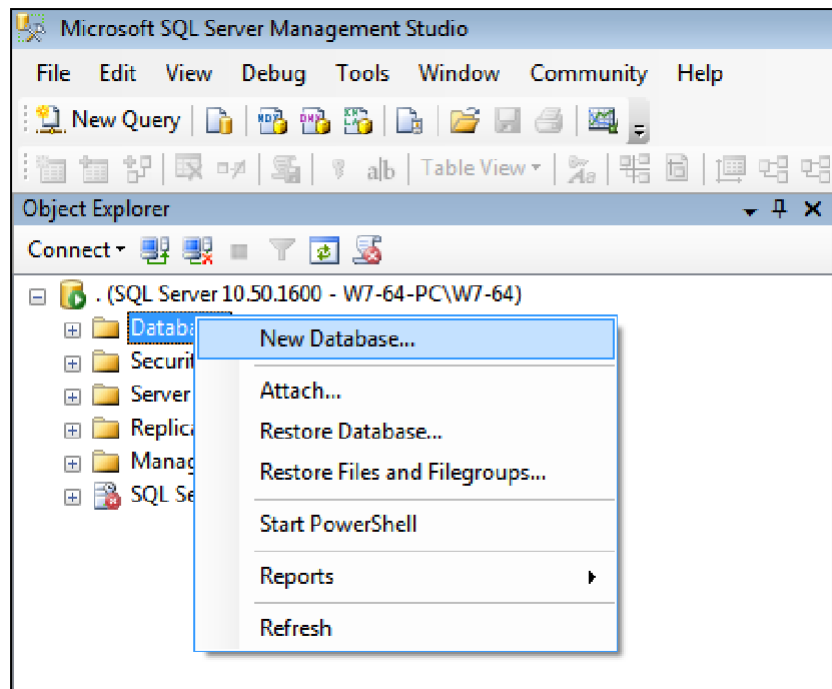 Microsoft SQL Server Management Studio
File Edit View Debug Tools Window Community Help
New Query
Table View
Object Explorer
Connect
. (SQL Server 10.50.1600 - W7-64-PC\W7-64)
New Database...
Attach...
Server
Restore Database...
Restore Files and Filegroups...
SQL
Start PowerShell
Reports
Refresh